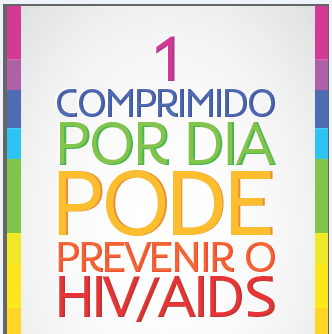 1
COMPRIMIDO
POR DIA
PODE
PREVENIR O
HIV/AIDS